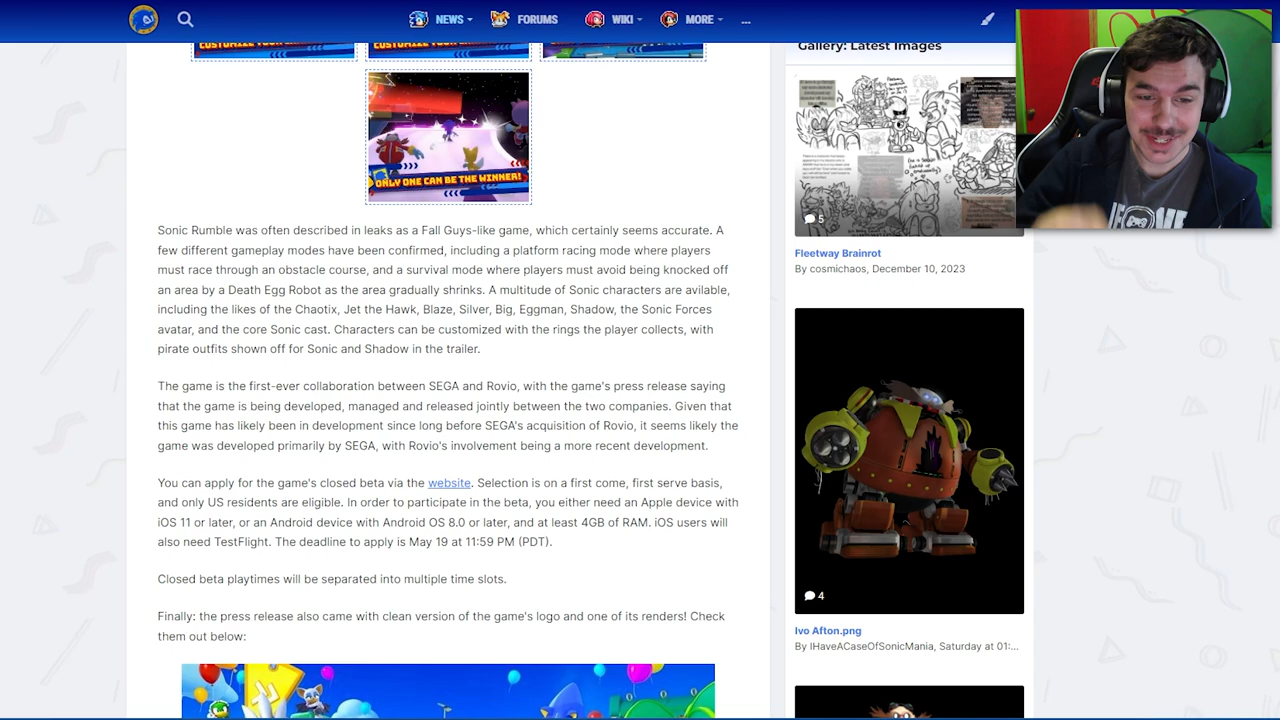 NEWS
FORUMS
WIKI
MORE
...
Gallery: Latest Images
ONLY ONE CAN BE THE WINNER!
5
Fleetway Brainrot
By cosmichaos, December 10, 2023
Sonic Rumble was often described in leaks as a Fall Guys-like game, which certainly seems accurate. A
few different gameplay modes have been confirmed, including a platform racing mode where players
must race through an obstacle course, and a survival mode where players must avoid being knocked off
an area by a Death Egg Robot as the area gradually shrinks. A multitude of Sonic characters are avilable,
including the likes of the Chaotix, Jet the Hawk, Blaze, Silver, Big, Eggman, Shadow, the Sonic Forces
avatar, and the core Sonic cast. Characters can be customized with the rings the player collects, with
pirate outfits shown off for Sonic and Shadow in the trailer.
The game is the first-ever collaboration between SEGA and Rovio, with the game's press release saying
that the game is being developed, managed and released jointly between the two companies. Given that
this game has likely been in development since long before SEGA's acquisition of Rovio, it seems likely the
game was developed primarily by SEGA, with Rovio's involvement being a more recent development.
You can apply for the game's closed beta via the website. Selection is on a first come, first serve basis,
and only US residents are eligible. In order to participate in the beta, you either need an Apple device with
iOS 11 or later, or an Android device with Android OS 8.0 or later, and at least 4GB of RAM. iOS users will
also need TestFlight. The deadline to apply is May 19 at 11:59 PM (PDT).
Closed beta playtimes will be separated into multiple time slots.
Finally: the press release also came with clean version of the game's logo and one of its renders! Check
them out below:
4
Ivo Afton.png
By IHaveACaseOfSonicMania, Saturday at 01:...